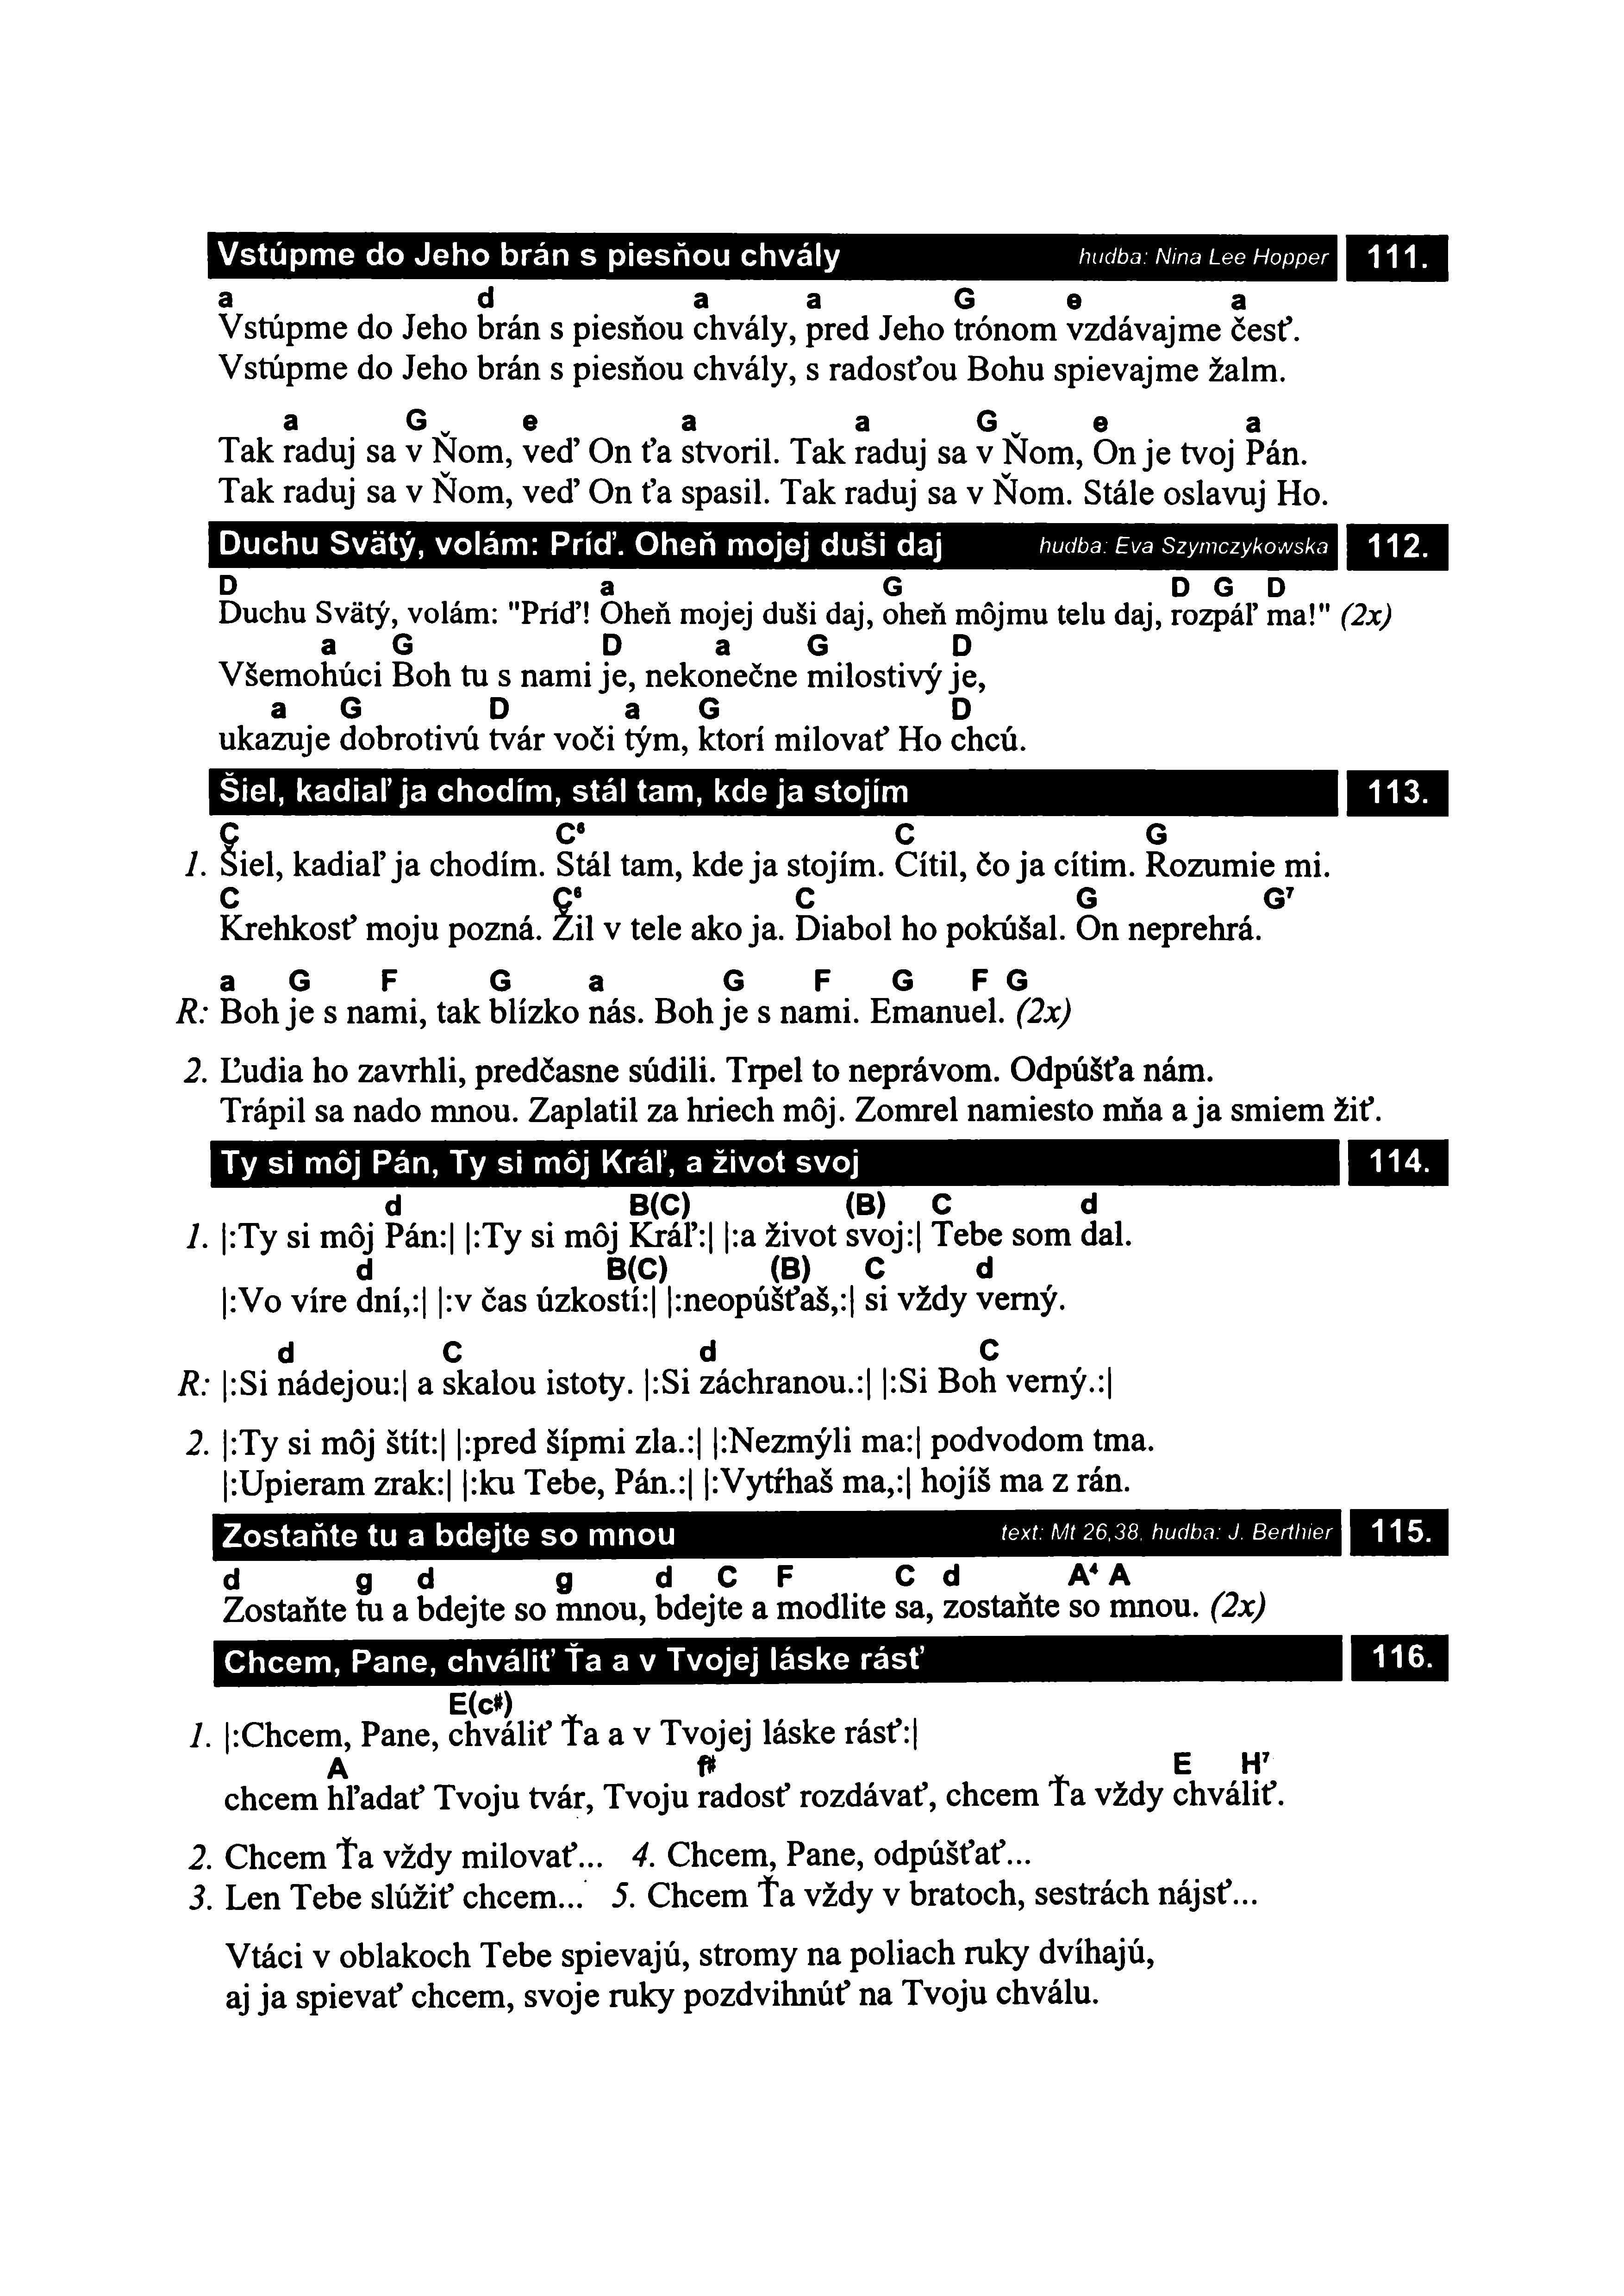 Vstúpme do Jeho brán s piesňou chvály hudba: Nina Lee Hopper 111.
a d a a G e a
Vstúpme do Jeho brán s piesňou chvály, pred Jeho trónom vzdávajme česť.
Vstúpme do Jeho brán s piesňou chvály, s radosťou Bohu spievajme žalm.
a G e a a G e a
Tak raduj sa v Ňom, veď On ťa stvoril. Tak raduj sa v Ňom, On je tvoj Pán.
Tak raduj sa v Ňom, veď On ťa spasil. Tak raduj sa v Ňom. Stále oslavuj Ho.
Duchu Svätý, volám: Príď. Oheň mojej duši daj hudba: Eva Szymczykowska 112.
D a G D G D
Duchu Svätý, volám: "Príď! Oheň mojej duši daj, oheň môjmu telu daj, rozpáľ ma!" (2x)
a G D a G D
Všemohúci Boh tu s nami je, nekonečne milostivý je,
a G D a G D
ukazuje dobrotivú tvár voči tým, ktorí milovať Ho chcú.
Šiel, kadiaľ ja chodím, stál tam, kde ja stojím 113.
C C⁶ C G
1. Šiel, kadiaľ ja chodím. Stál tam, kde ja stojím. Cítil, čo ja cítim. Rozumie mi.
C C⁶ C G G⁷
Krehkosť moju pozná. Žil v tele ako ja. Diabol ho pokúšal. On neprehrá.
a G F G a G F G F G
R: Boh je s nami, tak blízko nás. Boh je s nami. Emanuel. (2x)
2. Ľudia ho zavrhli, predčasne súdili. Trpel to neprávom. Odpúšťa nám.
Trápil sa nado mnou. Zaplatil za hriech môj. Zomrel namiesto mňa a ja smiem žiť.
Ty si môj Pán, Ty si môj Kráľ, a život svoj 114.
d B(C) (B) C d
1. |:Ty si môj Pán:| |:Ty si môj Kráľ:| |:a život svoj:| Tebe som dal.
d B(C) (B) C d
|:Vo víre dní,:| |:v čas úzkostí:| |:neopúšťaš,:| si vždy verný.
d C d C
R: |:Si nádejou:| a skalou istoty. |:Si záchranou.:| |:Si Boh verný.:|
2. |:Ty si môj štít:| |:pred šípmi zla.:| |:Nezmýli ma:| podvodom tma.
|:Upieram zrak:| |:ku Tebe, Pán.:| |:Vytŕhaš ma,:| hojíš ma z rán.
Zostaňte tu a bdejte so mnou text: Mt 26,38, hudba: J. Berthier 115.
d g d g d C F C d A⁴ A
Zostaňte tu a bdejte so mnou, bdejte a modlite sa, zostaňte so mnou. (2x)
Chcem, Pane, chváliť Ťa a v Tvojej láske rásť 116.
E(c#)
1. |:Chcem, Pane, chváliť Ťa a v Tvojej láske rásť:|
A f# E H⁷
chcem hľadať Tvoju tvár, Tvoju radosť rozdávať, chcem Ťa vždy chváliť.
2. Chcem Ťa vždy milovať... 4. Chcem, Pane, odpúšťať...
3. Len Tebe slúžiť chcem... 5. Chcem Ťa vždy v bratoch, sestrách nájsť...
Vtáci v oblakoch Tebe spievajú, stromy na poliach ruky dvíhajú,
aj ja spievať chcem, svoje ruky pozdvihnúť na Tvoju chválu.